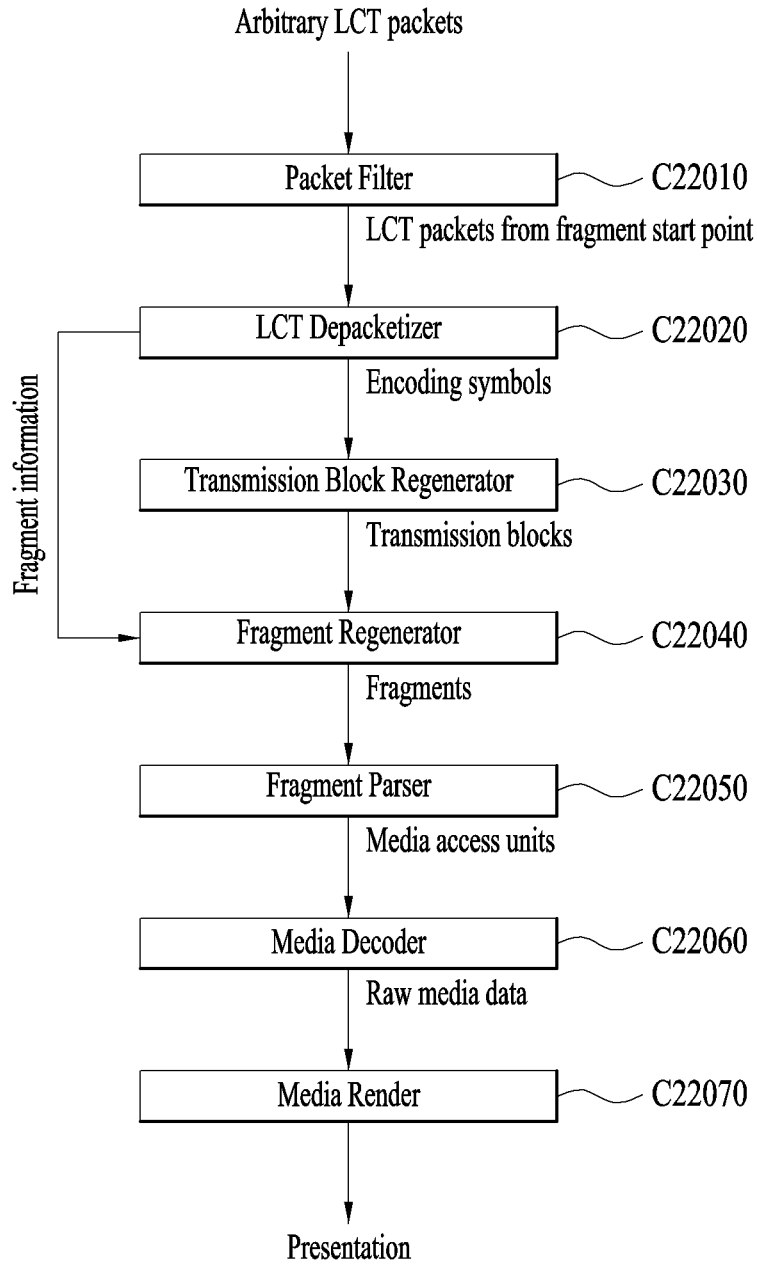 Arbitrary LCT packets
Packet Filter
C22010
LCT packets from fragment start point
LCT Depacketizer
C22020
Encoding symbols
Fragment information
Transmission Block Regenerator
C22030
Transmission blocks
Fragment Regenerator
C22040
Fragments
Fragment Parser
C22050
Media access units
Media Decoder
C22060
Raw media data
Media Render
C22070
Presentation